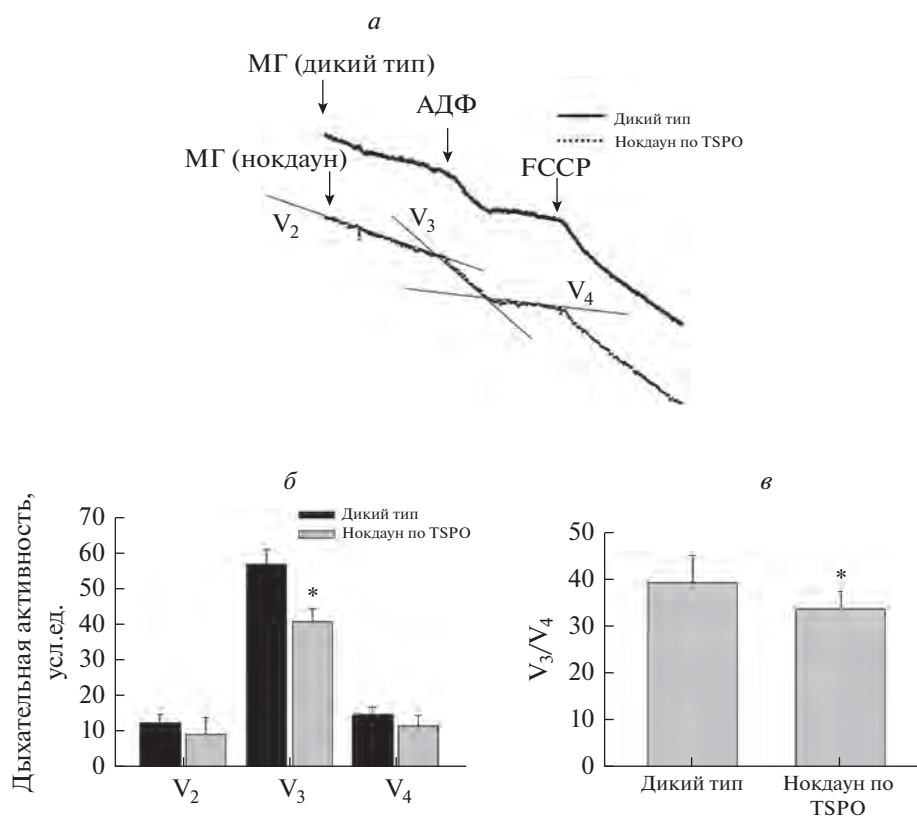 а
МГ (дикий тип)
АДФ
Дикий тип
Нокдаун по TSPO
МГ (нокдаун)
FCCP
V2
V3
V4
б
Дыхательная активность,
усл.ед.
70
60
50
40
30
20
10
0
Дикий тип
Нокдаун по TSPO
*
V2
V3
V4
в
V3/V4
50
40
30
20
10
0
*
Дикий тип
Нокдаун по
TSPO